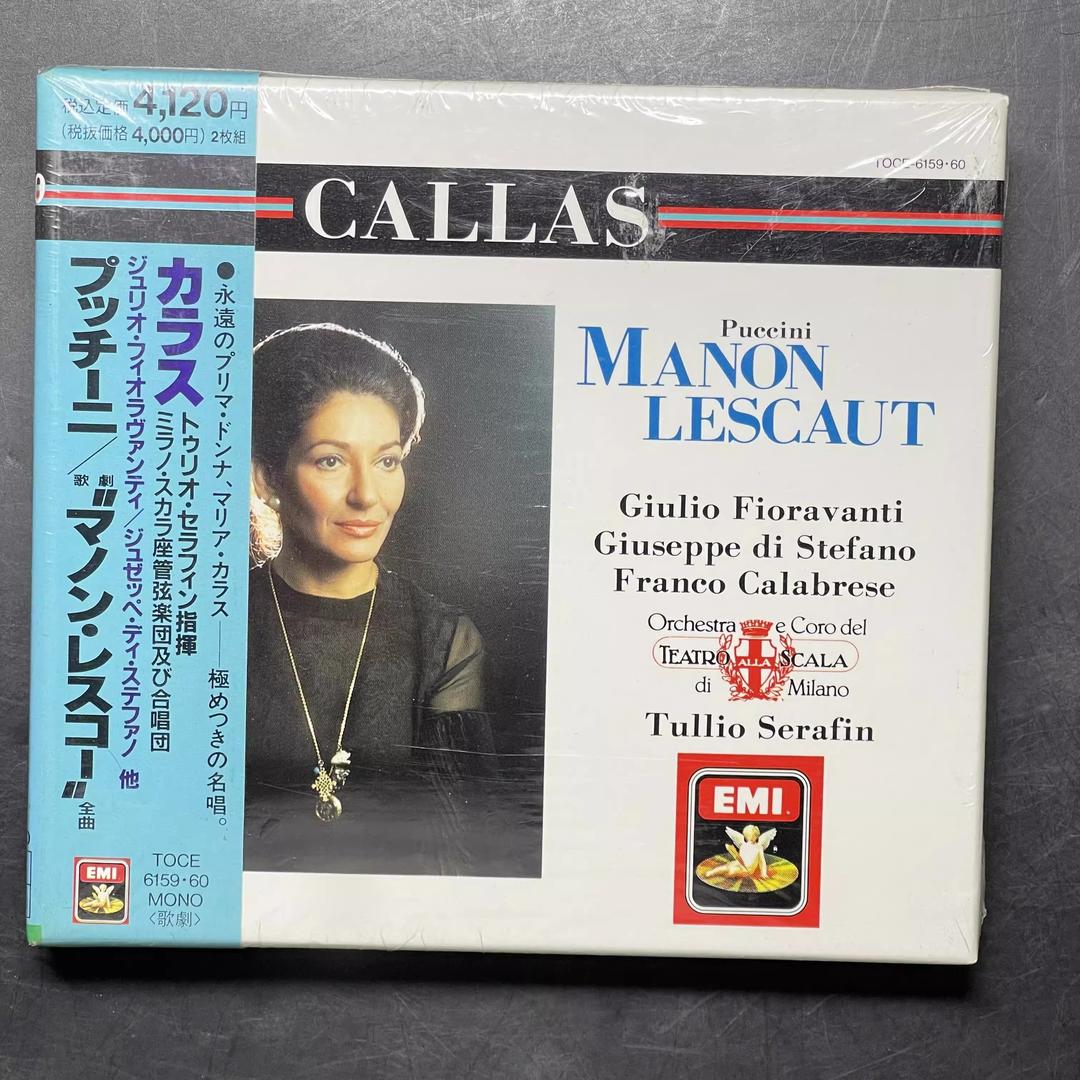 税込定価4,120円
(税抜価格4,000円)2枚組
●永遠のプリマ・ドンナ、マリア・カラス──極めつきの名唱。
カラス
トゥリオ・セラフィン指揮
ミラノ・スカラ座管弦楽団及び合唱団
ジュリオ・フィオラヴァンティ/ジュゼッペ・ディ・ステファノ/他
プッチーニ/歌劇"マノン・レスコー"全曲
EMI
TOCE
6159・60
MONO
〈歌劇〉
TOCE-6159・60
CALLAS
Puccini
MANON
LESCAUT
Giulio Fioravanti
Giuseppe di Stefano
Franco Calabrese
Orchestra e Coro del
TEATRO ALLA SCALA
di Milano
Tullio Serafin
EMI